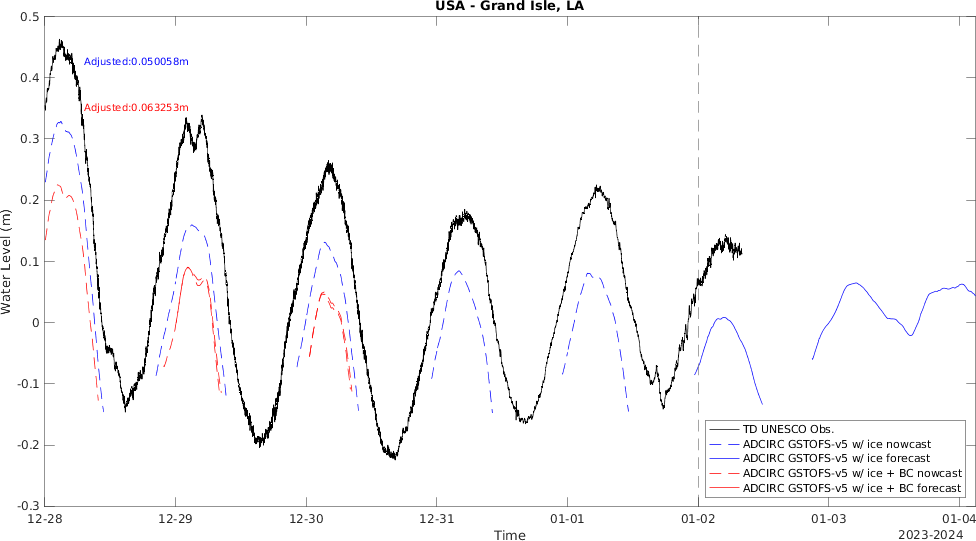 USA - Grand Isle, LA
0.5
0.4
0.3
0.2
0.1
0
-0.1
-0.2
-0.3
Water Level (m)
Adjusted:0.050058m
Adjusted:0.063253m
TD UNESCO Obs.
ADCIRC GSTOFS-v5 w/ ice nowcast
ADCIRC GSTOFS-v5 w/ ice forecast
ADCIRC GSTOFS-v5 w/ ice + BC nowcast
ADCIRC GSTOFS-v5 w/ ice + BC forecast
12-28 12-29 12-30 12-31 01-01 01-02 01-03 01-04
Time
2023-2024